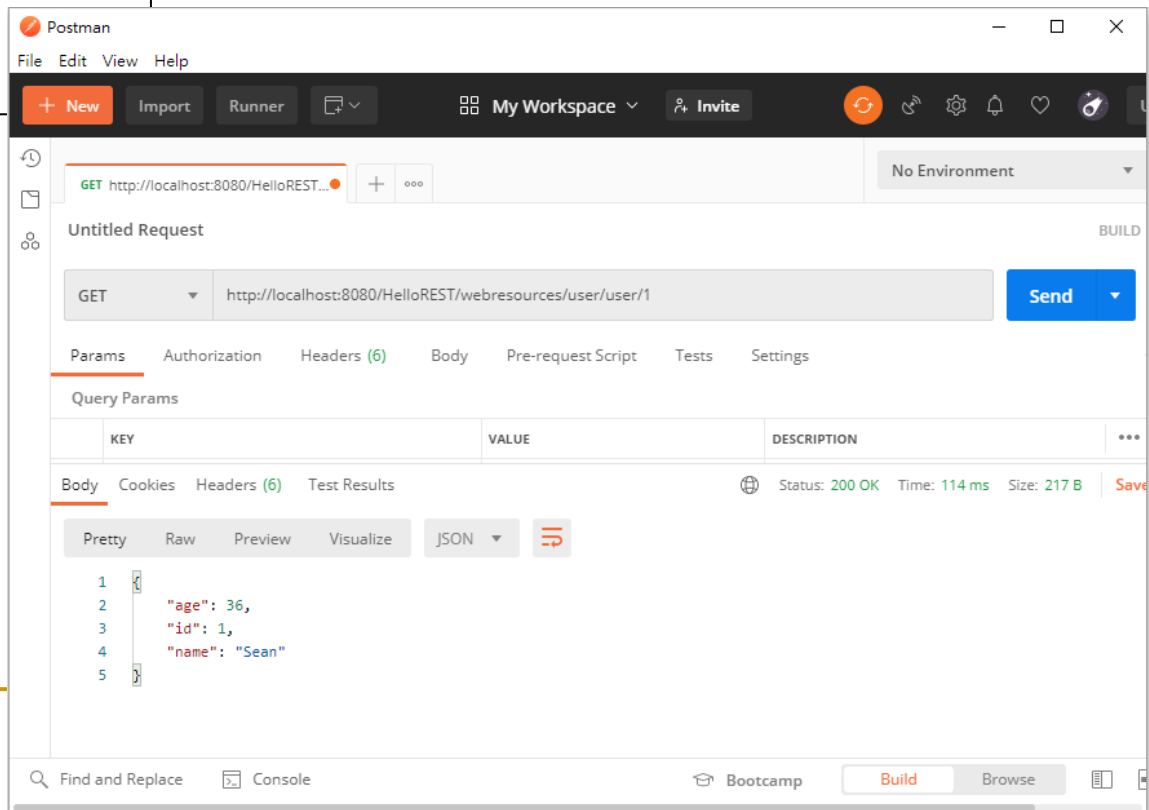 Postman
File Edit View Help
+ New Import Runner My Workspace Invite
GET http://localhost:8080/HelloREST... + ooo No Environment
Untitled Request BUILD
GET http://localhost:8080/HelloREST/webresources/user/user/1 Send
Params Authorization Headers (6) Body Pre-request Script Tests Settings
Query Params
KEY VALUE DESCRIPTION •••
Body Cookies Headers (6) Test Results Status: 200 OK Time: 114 ms Size: 217 B Save
Pretty Raw Preview Visualize JSON
1 {
2 "age": 36,
3 "id": 1,
4 "name": "Sean"
5 }
Find and Replace Console Bootcamp Build Browse